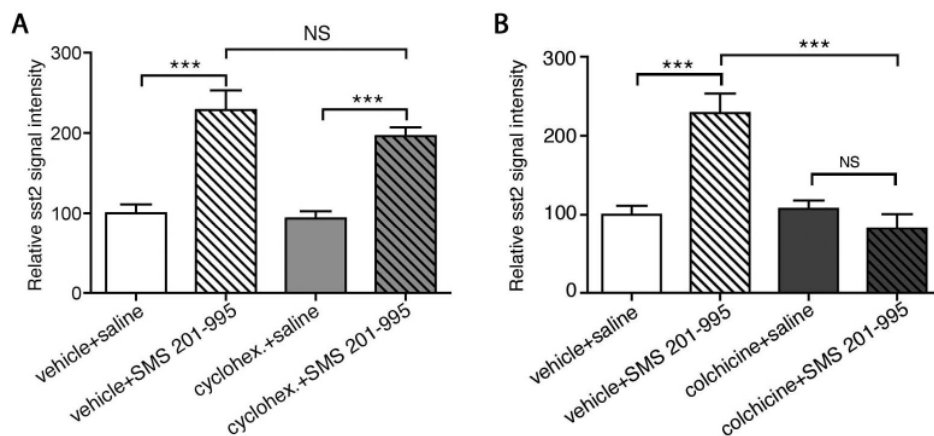 A
Relative sst2 signal intensity
300
200
100
0
***
NS
***
vehicle+saline
vehicle+SMS 201-995
cyclohex.+saline
cyclohex.+SMS 201-995
B
Relative sst2 signal intensity
300
200
100
0
***
***
NS
vehicle+saline
vehicle+SMS 201-995
colchicine+saline
colchicine+SMS 201-995